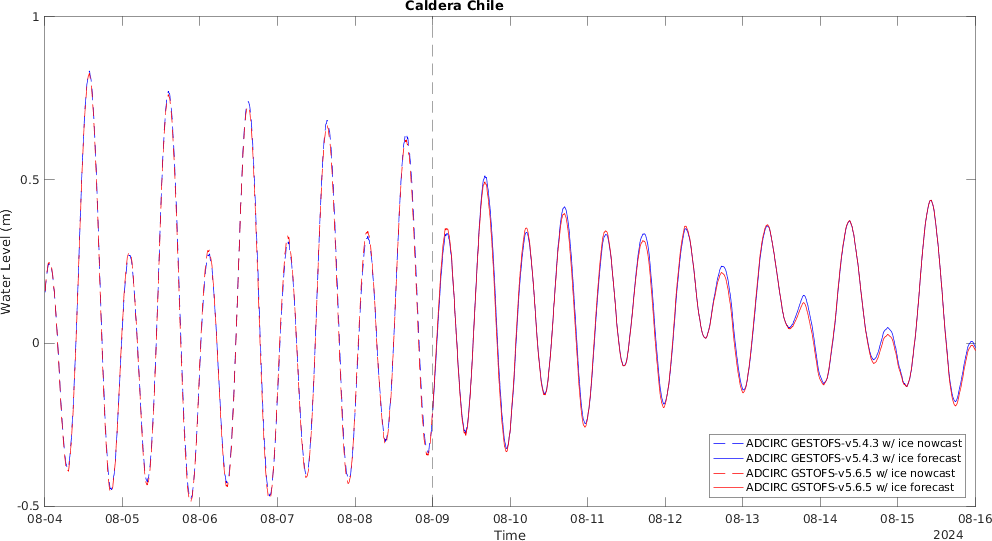 Caldera Chile
1
0.5
0
-0.5
Water Level (m)
ADCIRC GESTOFS-v5.4.3 w/ ice nowcast
ADCIRC GESTOFS-v5.4.3 w/ ice forecast
ADCIRC GSTOFS-v5.6.5 w/ ice nowcast
ADCIRC GSTOFS-v5.6.5 w/ ice forecast
08-04 08-05 08-06 08-07 08-08 08-09 08-10 08-11 08-12 08-13 08-14 08-15 08-16
Time
2024